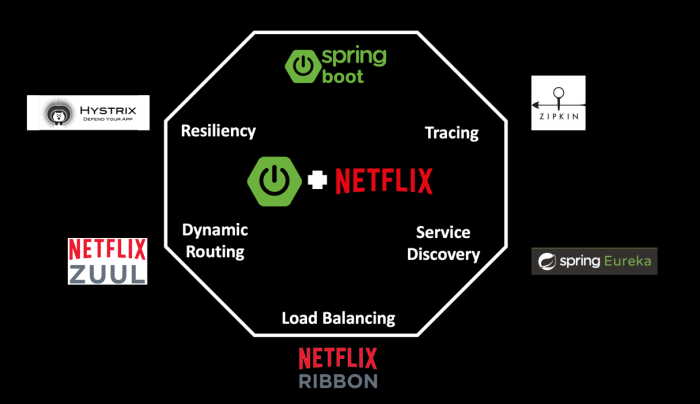 spring
boot
HYSTRIX
DEFEND YOUR APP
ZIPKIN
Resiliency
Tracing
NETFLIX
Dynamic
Routing
Service
Discovery
NETFLIX
ZUUL
spring Eureka
Load Balancing
NETFLIX
RIBBON